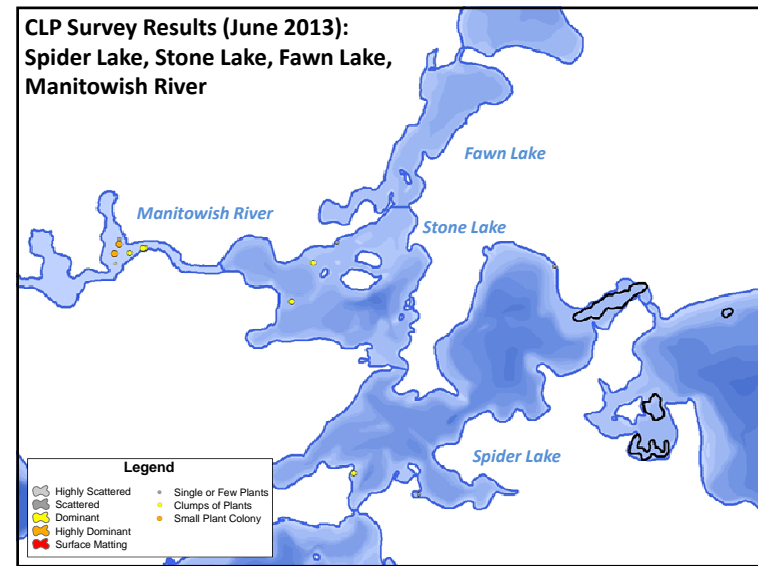 CLP Survey Results (June 2013):
Spider Lake, Stone Lake, Fawn Lake,
Manitowish River
Fawn Lake
Manitowish River
Stone Lake
Spider Lake
Legend
Highly Scattered
Scattered
Dominant
Highly Dominant
Surface Matting
Single or Few Plants
Clumps of Plants
Small Plant Colony